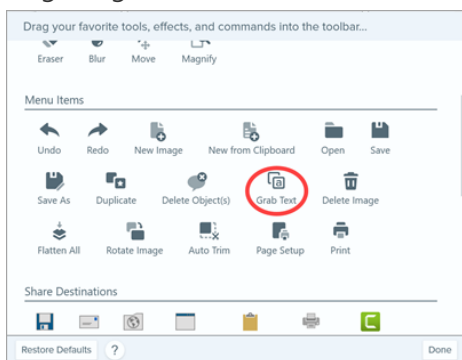 Drag your favorite tools, effects, and commands into the toolbar...
Eraser Blur Move Magnify
Menu Items
Undo Redo New Image New from Clipboard Open Save
Save As Duplicate Delete Object(s) Grab Text Delete Image
Flatten All Rotate Image Auto Trim Page Setup Print
Share Destinations
Restore Defaults ? Done